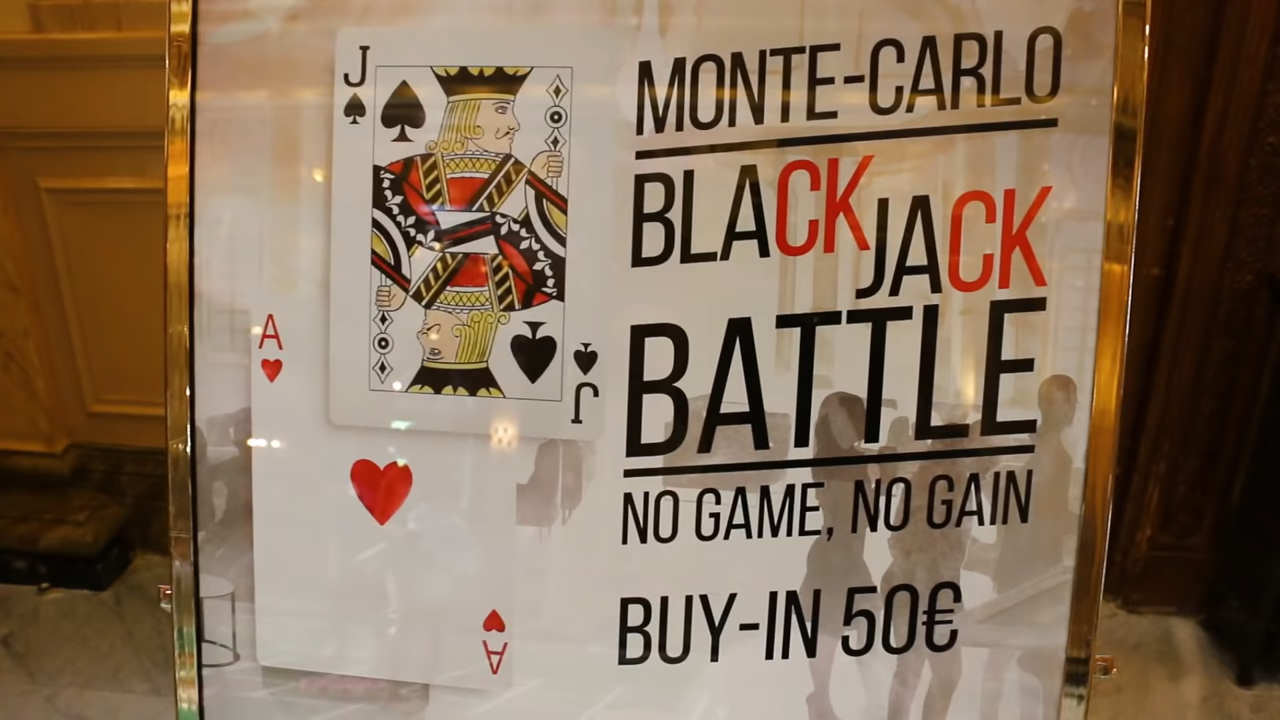 J
MONTE-CARLO
BLACKJACK
BATTLE
A
J
NO GAME, NO GAIN
BUY-IN 50€
A